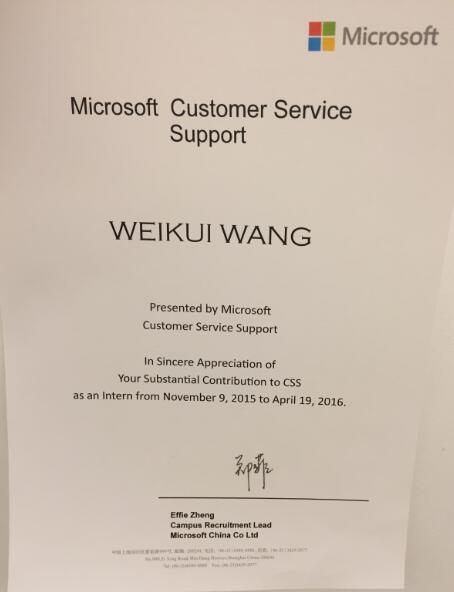 Microsoft
Microsoft Customer Service
Support
WEIKUI WANG
Presented by Microsoft
Customer Service Support
In Sincere Appreciation of
Your Substantial Contribution to CSS
as an Intern from November 9, 2015 to April 19, 2016.
郑菲
Effie Zheng
Campus Recruitment Lead
Microsoft China Co Ltd